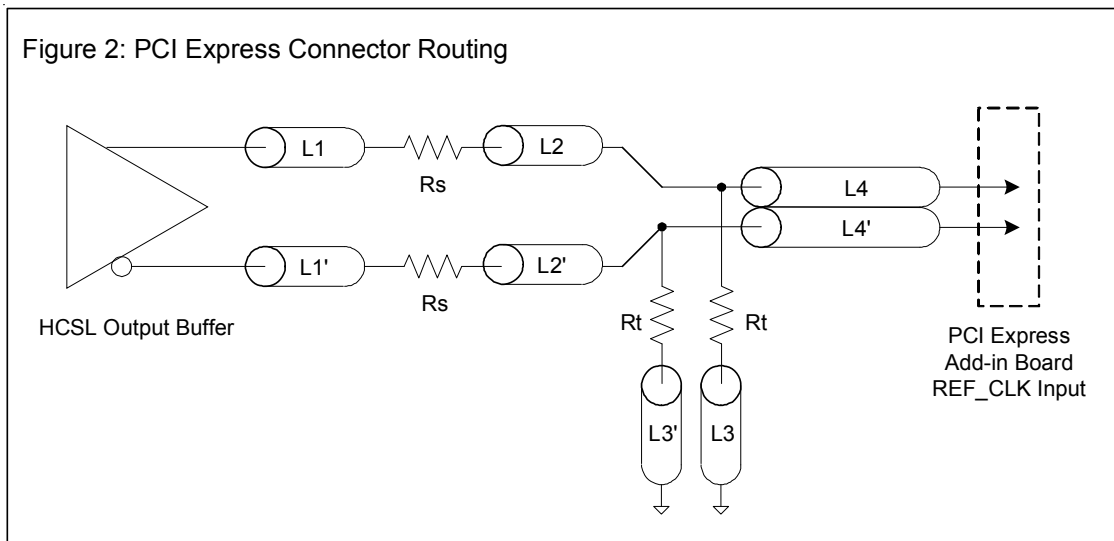 Figure 2: PCI Express Connector Routing
L1
Rs
L2
L4
L4'
L1'
Rs
L2'
HCSL Output Buffer
Rt
Rt
L3'
L3
PCI Express
Add-in Board
REF_CLK Input